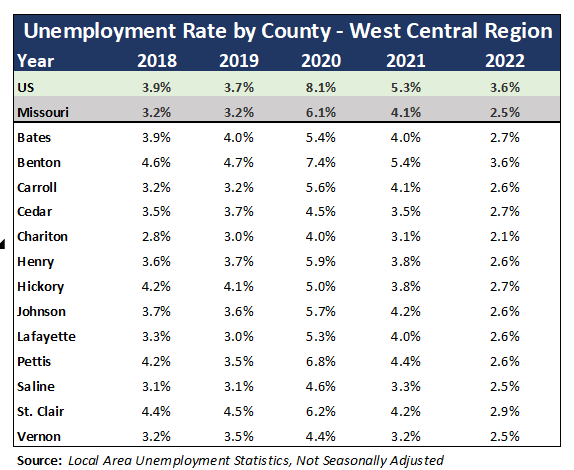 Unemployment Rate by County - West Central Region
Year 2018 2019 2020 2021 2022
US 3.9% 3.7% 8.1% 5.3% 3.6%
Missouri 3.2% 3.2% 6.1% 4.1% 2.5%
Bates 3.9% 4.0% 5.4% 4.0% 2.7%
Benton 4.6% 4.7% 7.4% 5.4% 3.6%
Carroll 3.2% 3.2% 5.6% 4.1% 2.6%
Cedar 3.5% 3.7% 4.5% 3.5% 2.7%
Chariton 2.8% 3.0% 4.0% 3.1% 2.1%
Henry 3.6% 3.7% 5.9% 3.8% 2.6%
Hickory 4.2% 4.1% 5.0% 3.8% 2.7%
Johnson 3.7% 3.6% 5.7% 4.2% 2.6%
Lafayette 3.3% 3.0% 5.3% 4.0% 2.6%
Pettis 4.2% 3.5% 6.8% 4.4% 2.6%
Saline 3.1% 3.1% 4.6% 3.3% 2.5%
St. Clair 4.4% 4.5% 6.2% 4.2% 2.9%
Vernon 3.2% 3.5% 4.4% 3.2% 2.5%
Source: Local Area Unemployment Statistics, Not Seasonally Adjusted